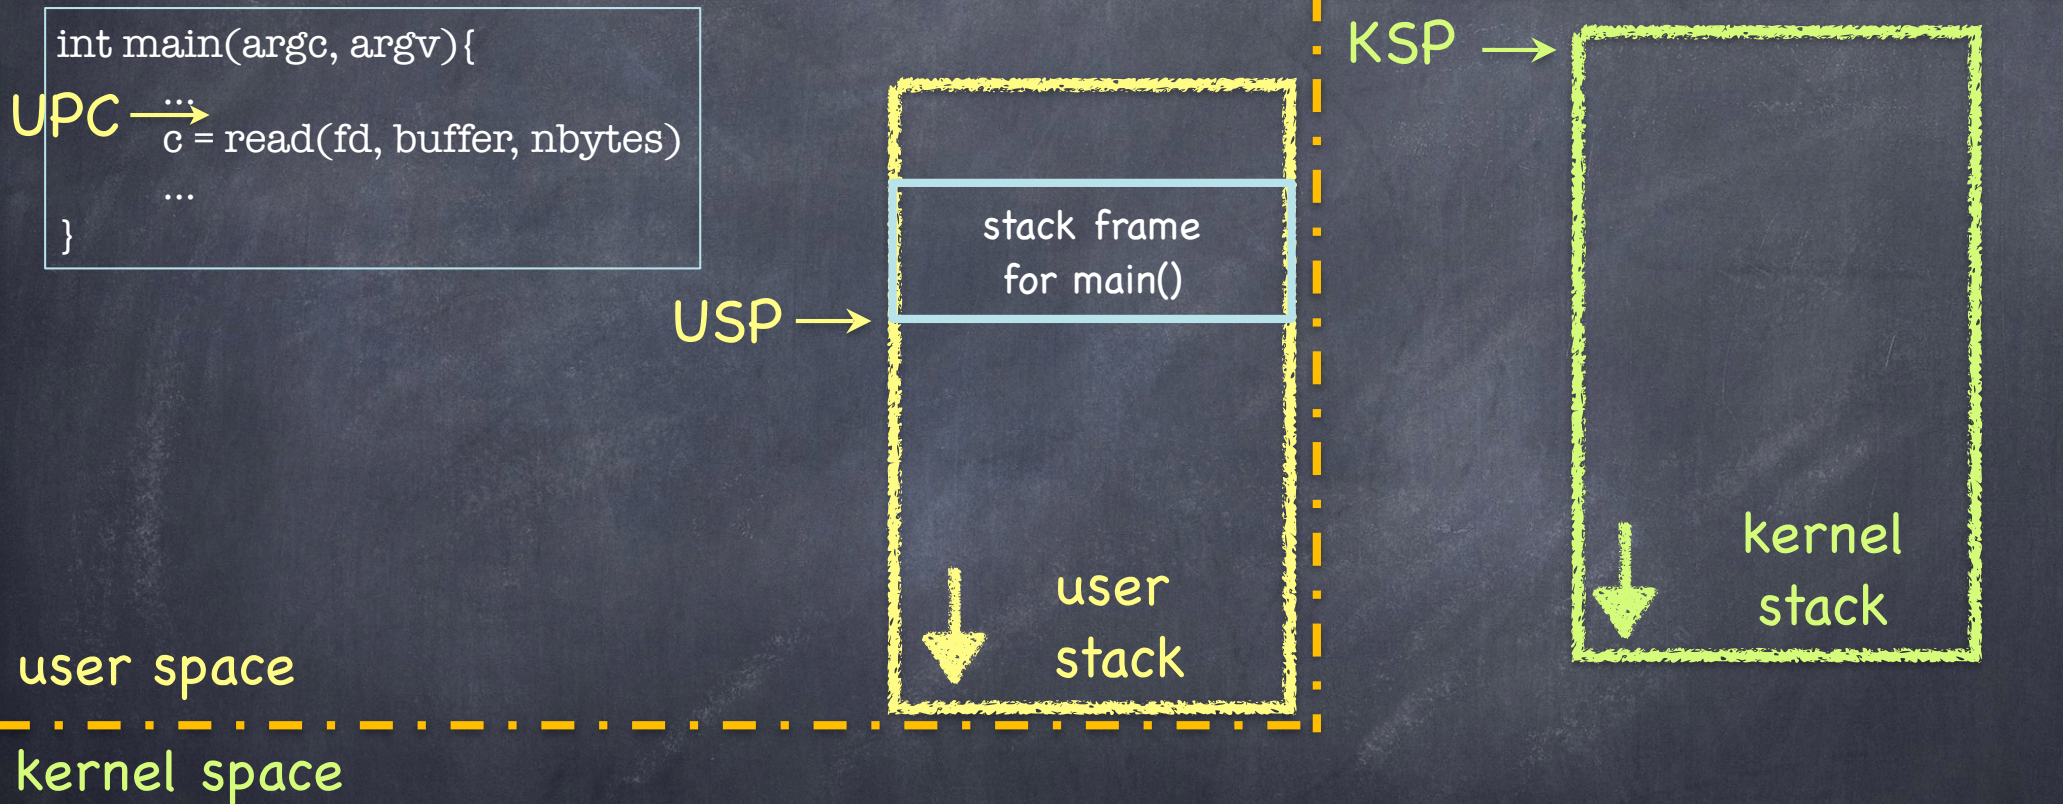 int main(argc, argv){
...
UPC
c = read(fd, buffer, nbytes)
...
}
USP
stack frame
for main()
user
stack
KSP
kernel
stack
user space
kernel space